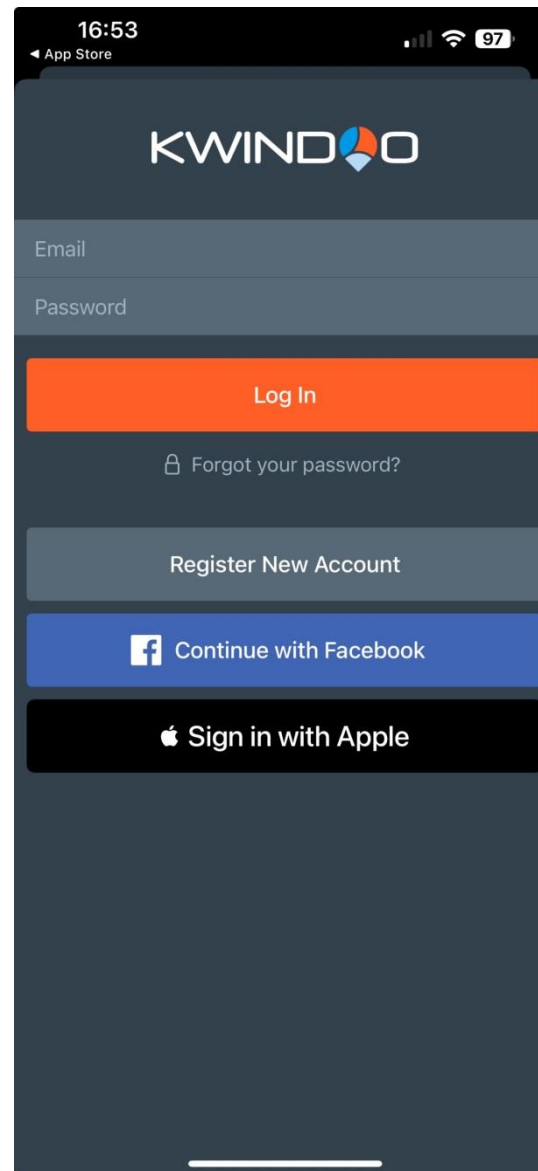 16:53
◀ App Store
97
KWINDOO
Email
Password
Log In
Forgot your password?
Register New Account
Continue with Facebook
Sign in with Apple